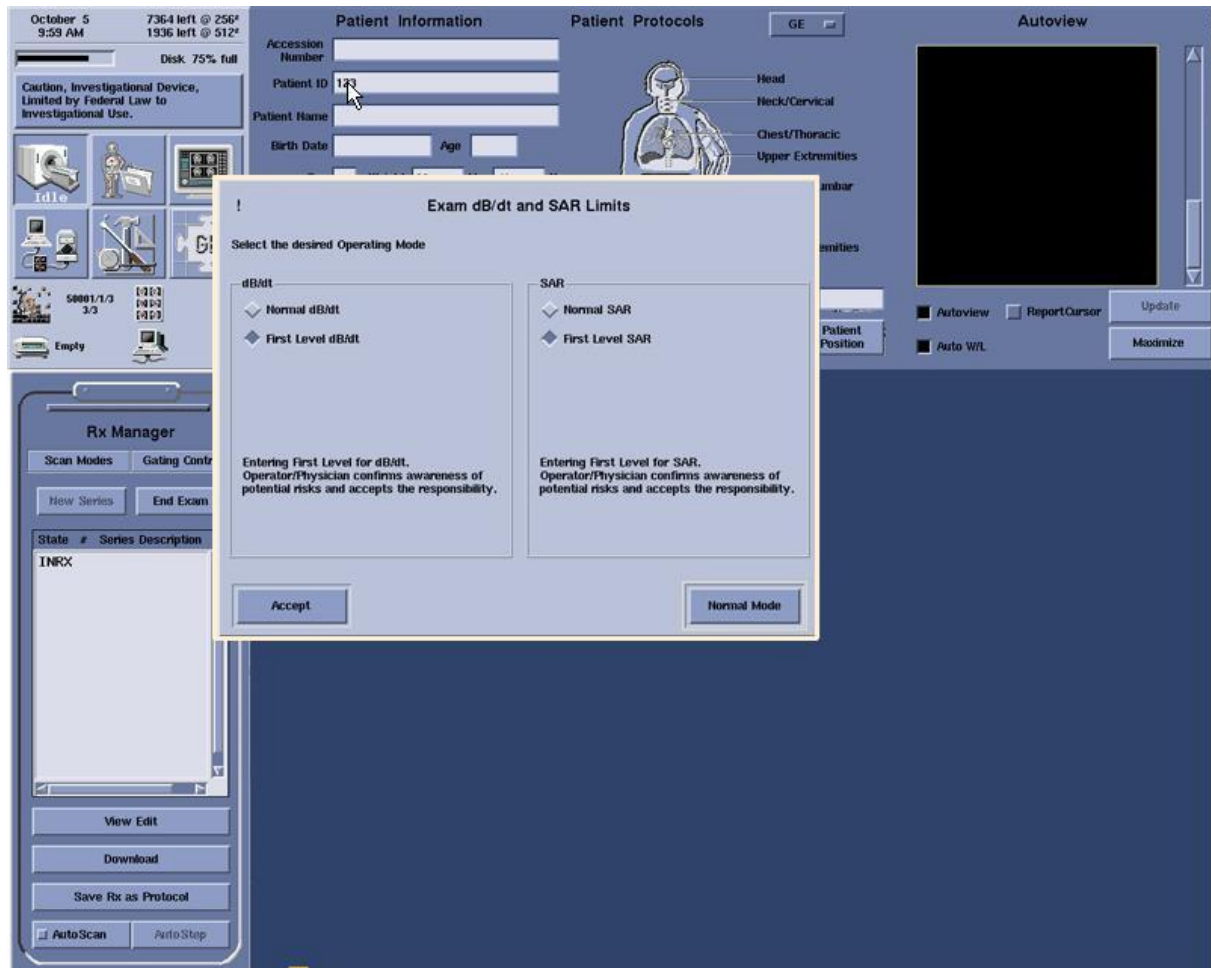 October 5
9:59 AM
7364 left @ 256²
1936 left @ 512²
Disk 75% full
Caution, Investigational Device,
Limited by Federal Law to
Investigational Use.
Idle
S0001/1/3
3/3
Empty
Patient Information
Accession
Number
Patient ID 123
Patient Name
Birth Date
Age
Patient Protocols
GE
Head
Neck/Cervical
Chest/Thoracic
Upper Extremities
umbar
emities
Patient
Position
Autoview
Autoview
Report Cursor
Update
Auto W/L
Maximize
!
Exam dB/dt and SAR Limits
Select the desired Operating Mode
dB/dt
Normal dB/dt
First Level dB/dt
Entering First Level for dB/dt.
Operator/Physician confirms awareness of
potential risks and accepts the responsibility.
SAR
Normal SAR
First Level SAR
Entering First Level for SAR.
Operator/Physician confirms awareness of
potential risks and accepts the responsibility.
Accept
Normal Mode
Rx Manager
Scan Modes
Gating Contr
New Series
End Exam
State # Series Description
INRX
View Edit
Download
Save Rx as Protocol
AutoScan
AutoStop